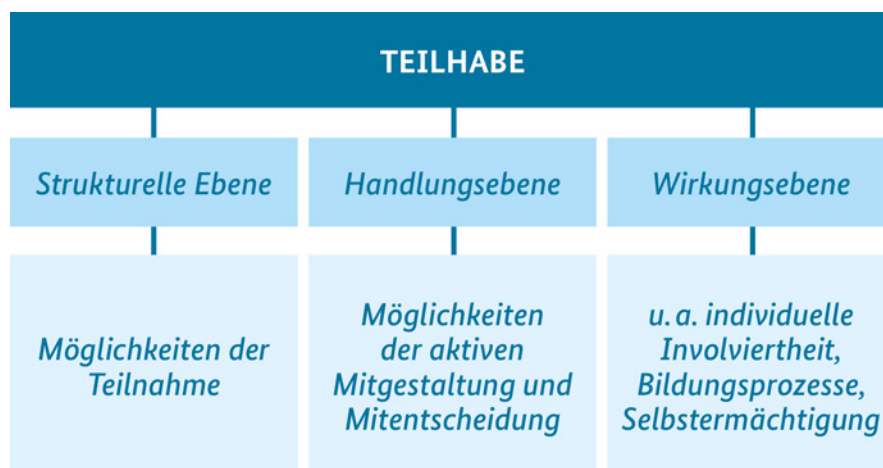 TEILHABE
Strukturelle Ebene
Handlungsebene
Wirkungsebene
Möglichkeiten der
Teilnahme
Möglichkeiten
der aktiven
Mitgestaltung und
Mitentscheidung
u. a. individuelle
Involviertheit,
Bildungsprozesse,
Selbstermächtigung